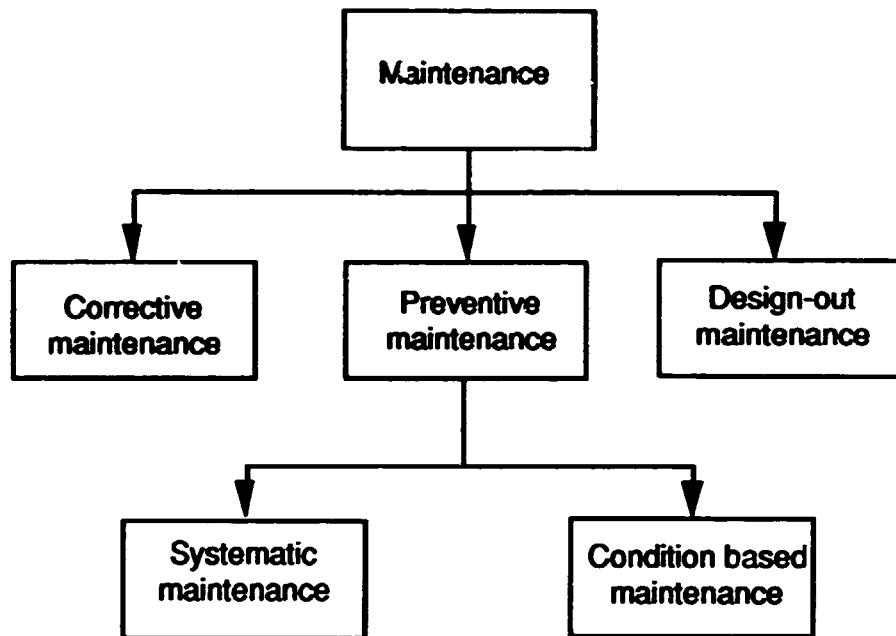 Maintenance
Corrective
maintenance
Preventive
maintenance
Design-out
maintenance
Systematic
maintenance
Condition based
maintenance